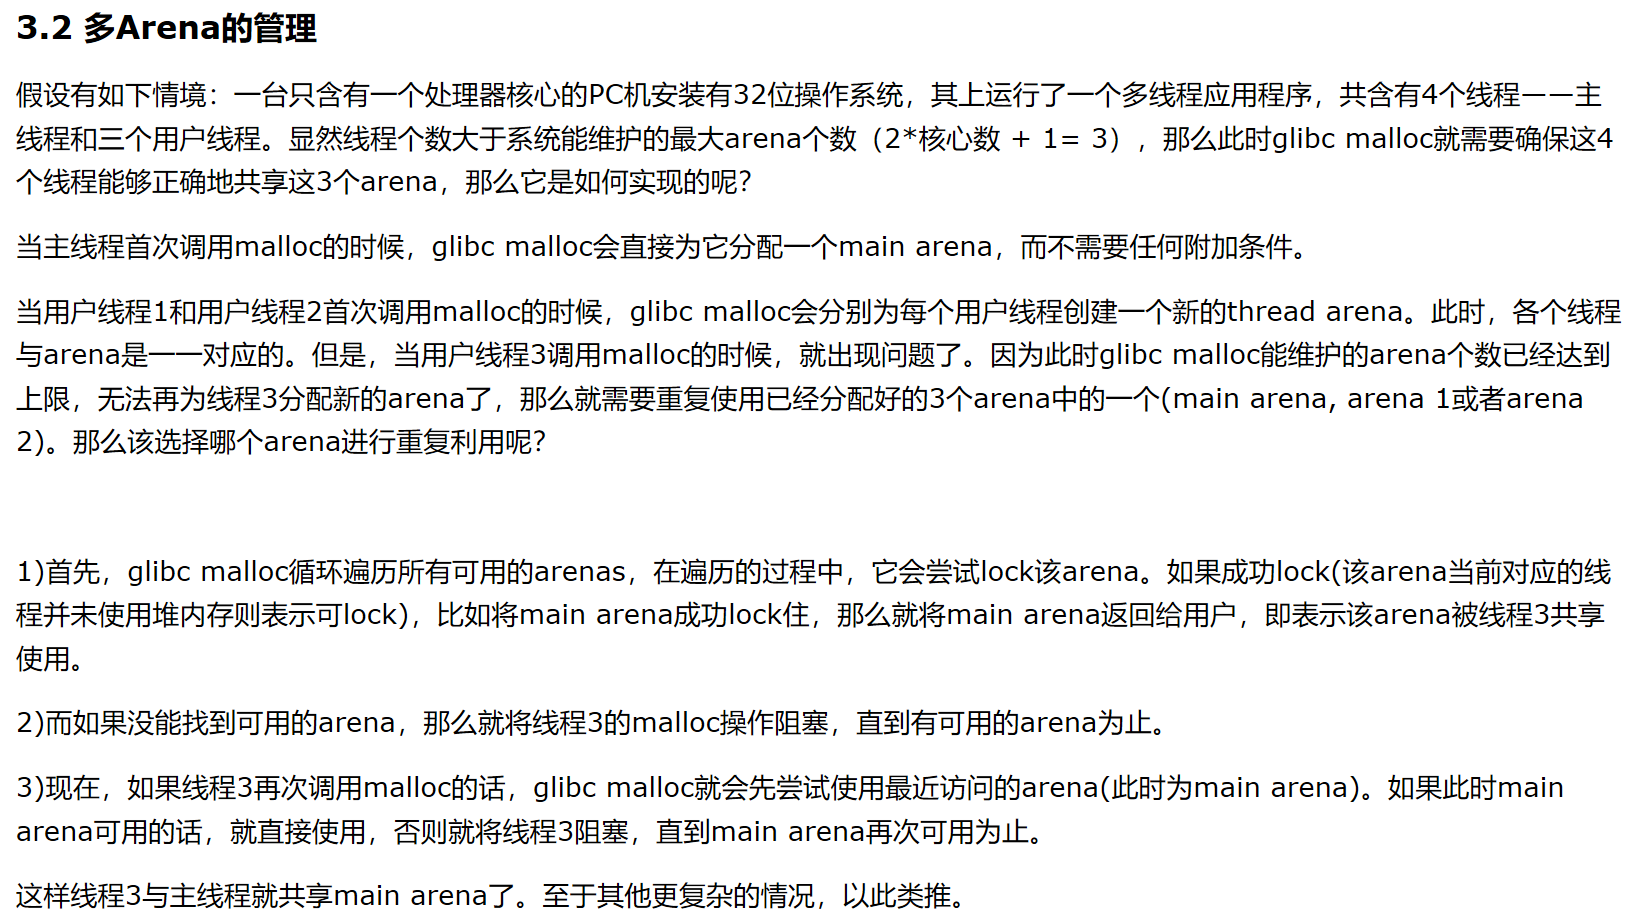 3.2 多Arena的管理
假设有如下情境：一台只含有一个处理器核心的PC机安装有32位操作系统，其上运行了一个多线程应用程序，共含有4个线程——主
线程和三个用户线程。显然线程个数大于系统能维护的最大arena个数（2*核心数 + 1= 3），那么此时glibc malloc就需要确保这4
个线程能够正确地共享这3个arena，那么它是如何实现的呢？
当主线程首次调用malloc的时候，glibc malloc会直接为它分配一个main arena，而不需要任何附加条件。
当用户线程1和用户线程2首次调用malloc的时候，glibc malloc会分别为每个用户线程创建一个新的thread arena。此时，各个线程
与arena是一一对应的。但是，当用户线程3调用malloc的时候，就出现问题了。因为此时glibc malloc能维护的arena个数已经达到
上限，无法再为线程3分配新的arena了，那么就需要重复使用已经分配好的3个arena中的一个(main arena, arena 1或者arena
2)。那么该选择哪个arena进行重复利用呢？
1)首先，glibc malloc循环遍历所有可用的arenas，在遍历的过程中，它会尝试lock该arena。如果成功lock(该arena当前对应的线
程并未使用堆内存则表示可lock)，比如将main arena成功lock住，那么就将main arena返回给用户，即表示该arena被线程3共享
使用。
2)而如果没能找到可用的arena，那么就将线程3的malloc操作阻塞，直到有可用的arena为止。
3)现在，如果线程3再次调用malloc的话，glibc malloc就会先尝试使用最近访问的arena(此时为main arena)。如果此时main
arena可用的话，就直接使用，否则就将线程3阻塞，直到main arena再次可用为止。
这样线程3与主线程就共享main arena了。至于其他更复杂的情况，以此类推。